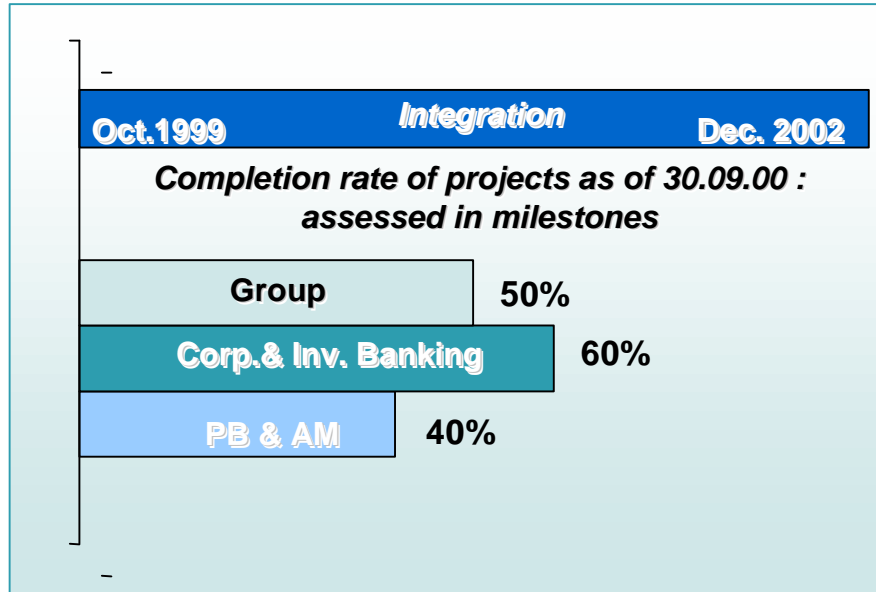 Integration
Oct.1999 Dec. 2002
Completion rate of projects as of 30.09.00 :
assessed in milestones
Group 50%
Corp.& Inv. Banking 60%
PB & AM 40%